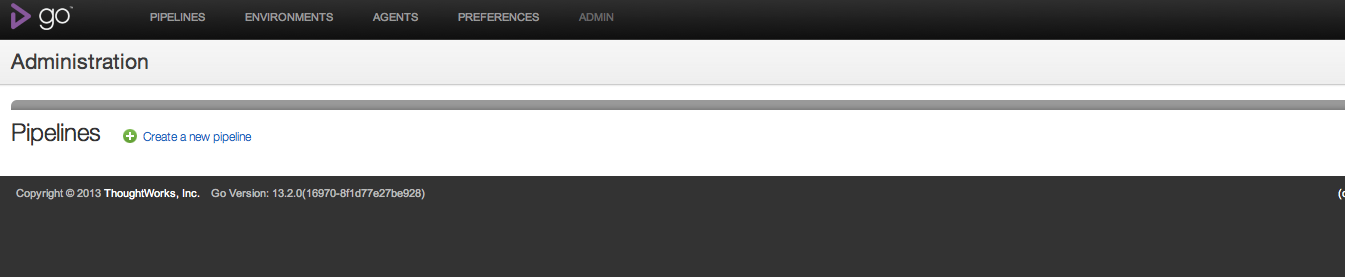 go™ PIPELINES ENVIRONMENTS AGENTS PREFERENCES ADMIN
Administration
Pipelines Create a new pipeline
Copyright © 2013 ThoughtWorks, Inc. Go Version: 13.2.0(16970-8f1d77e27be928)